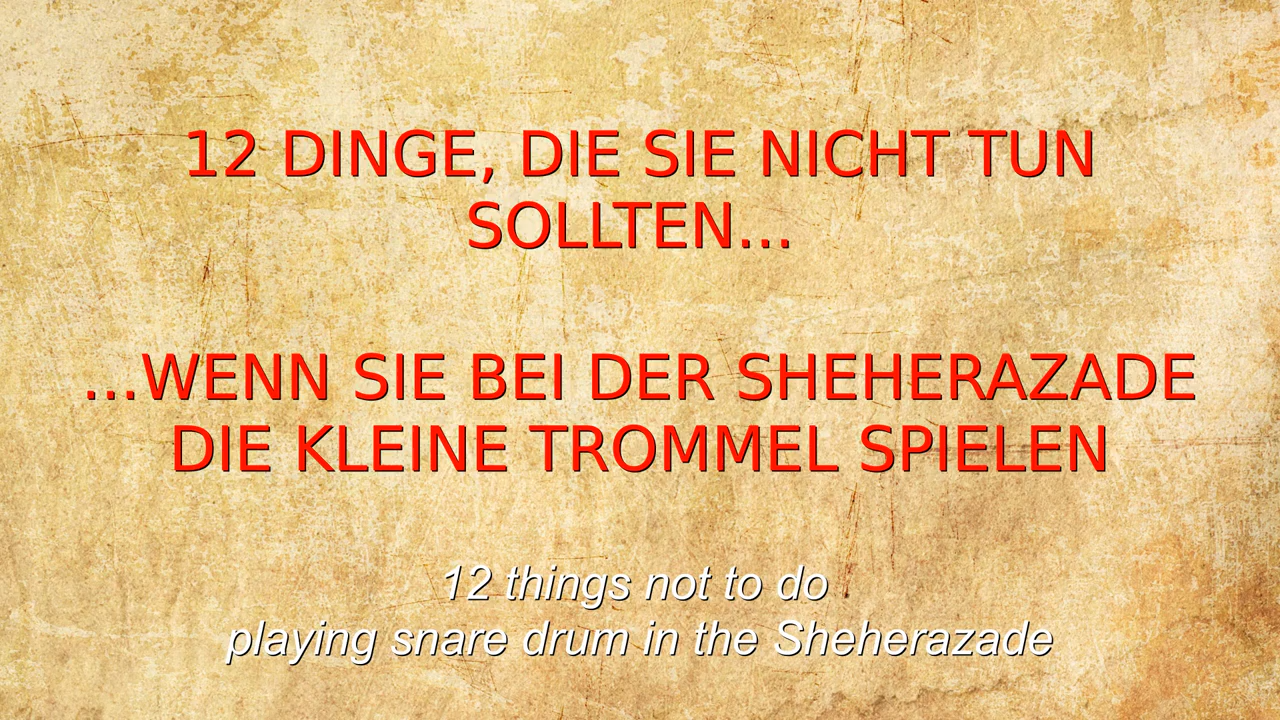 12 DINGE, DIE SIE NICHT TUN
SOLLTEN...
...WENN SIE BEI DER SHEHERAZADE
DIE KLEINE TROMMEL SPIELEN
12 things not to do
playing snare drum in the Sheherazade